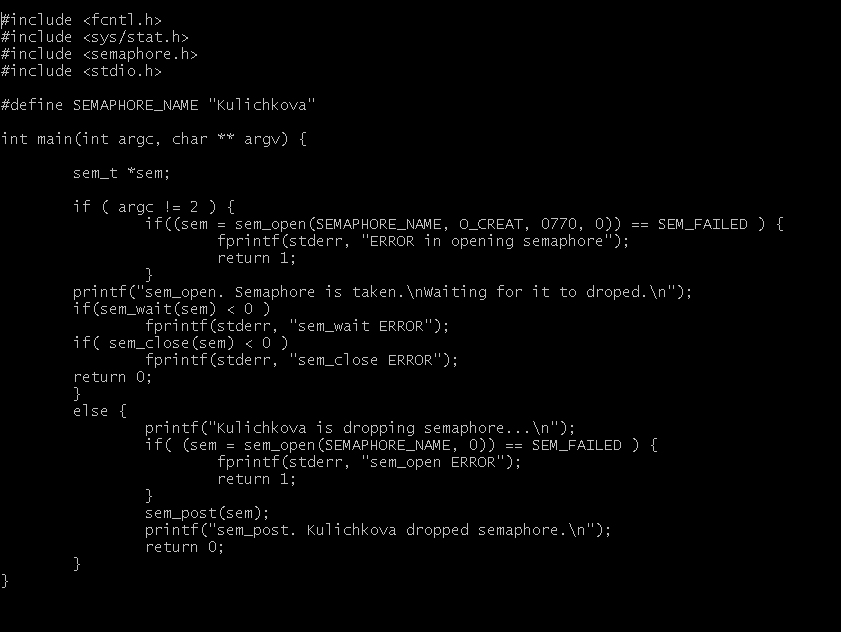 #include <fcntl.h>
#include <sys/stat.h>
#include <semaphore.h>
#include <stdio.h>

#define SEMAPHORE_NAME "Kulichkova"

int main(int argc, char ** argv) {

        sem_t *sem;

        if ( argc != 2 ) {
                if((sem = sem_open(SEMAPHORE_NAME, O_CREAT, 0770, 0)) == SEM_FAILED ) {
                        fprintf(stderr, "ERROR in opening semaphore");
                        return 1;
                }
        printf("sem_open. Semaphore is taken.\nWaiting for it to droped.\n");
        if(sem_wait(sem) < 0 )
                fprintf(stderr, "sem_wait ERROR");
        if( sem_close(sem) < 0 )
                fprintf(stderr, "sem_close ERROR");
        return 0;
        }
        else {
                printf("Kulichkova is dropping semaphore...\n");
                if( (sem = sem_open(SEMAPHORE_NAME, 0)) == SEM_FAILED ) {
                        fprintf(stderr, "sem_open ERROR");
                        return 1;
                }
                sem_post(sem);
                printf("sem_post. Kulichkova dropped semaphore.\n");
                return 0;
        }
}